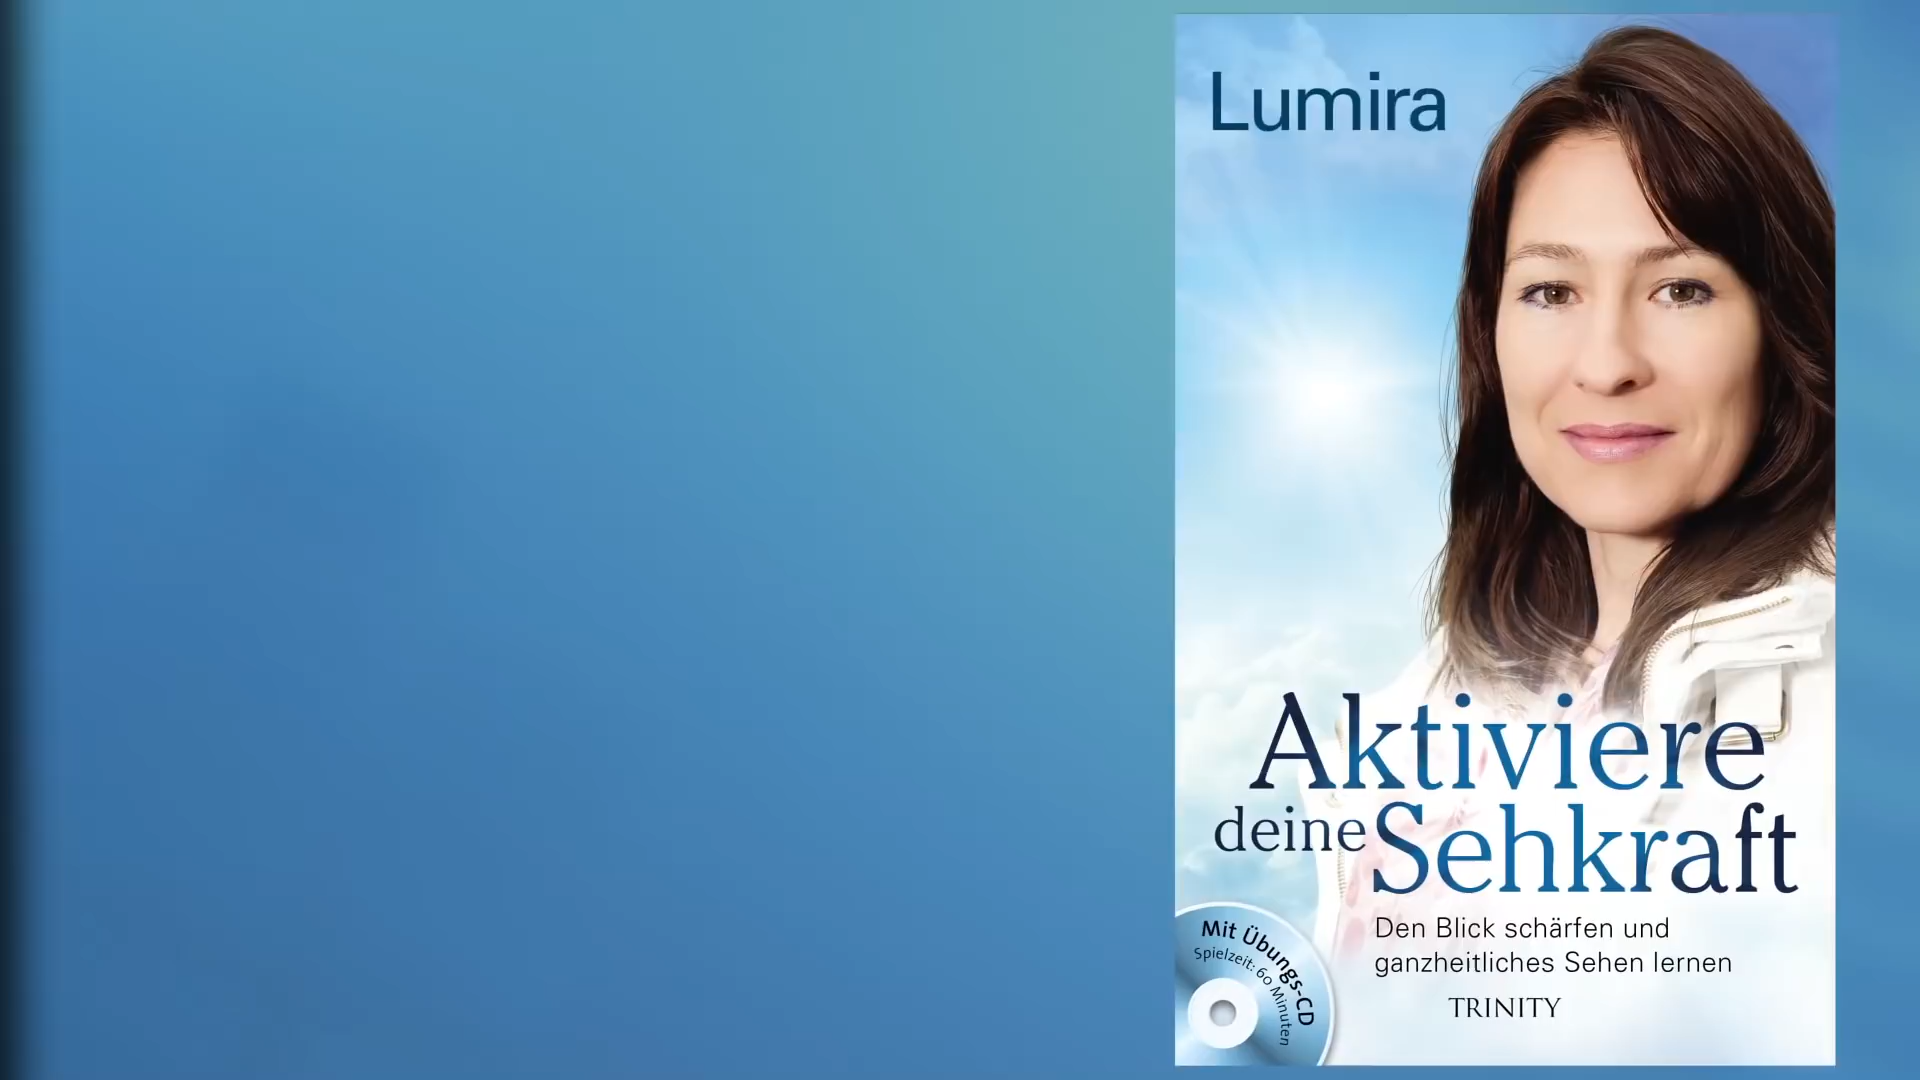 Lumira
Aktiviere
deine Sehkraft
Den Blick schärfen und
ganzheitliches Sehen lernen
TRINITY
Mit Übungs-CD
Spielzeit: 60 Minuten